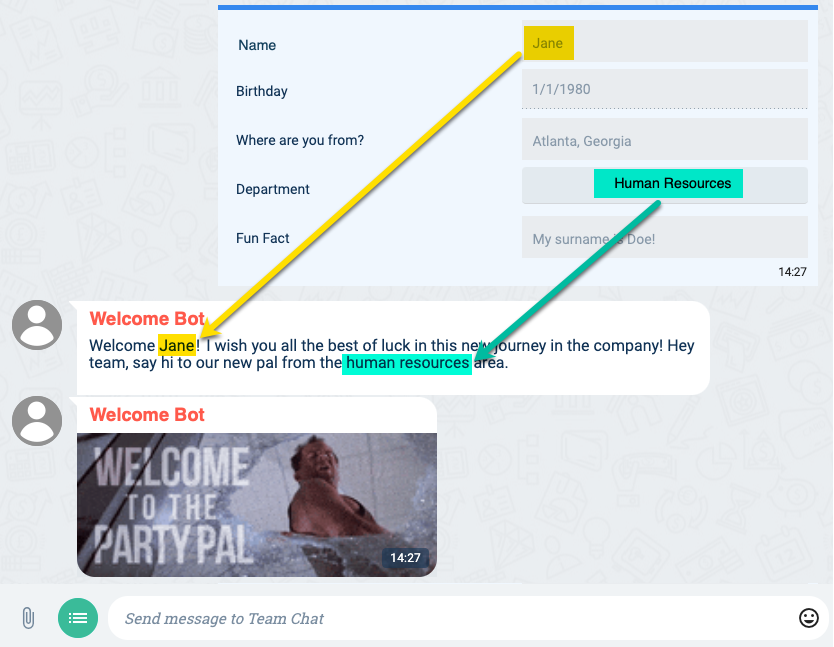 Name
Jane
Birthday
1/1/1980
Where are you from?
Atlanta, Georgia
Department
Human Resources
Fun Fact
My surname is Doe!
14:27
Welcome Bot
Welcome Jane! I wish you all the best of luck in this new journey in the company! Hey
team, say hi to our new pal from the human resources area.
Welcome Bot
WELCOME
TO THE
PARTY PAL
14:27
Send message to Team Chat